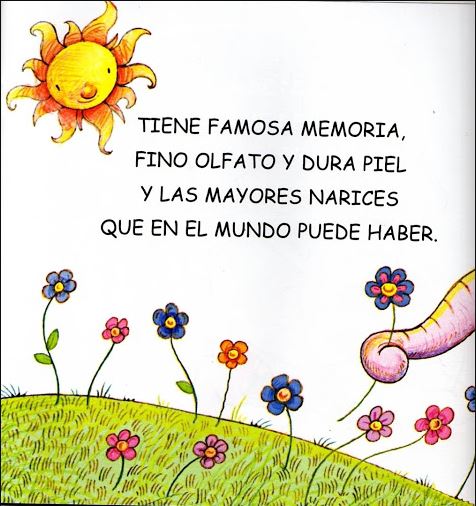 TIENE FAMOSA MEMORIA,
FINO OLFATO Y DURA PIEL
Y LAS MAYORES NARICES
QUE EN EL MUNDO PUEDE HABER.